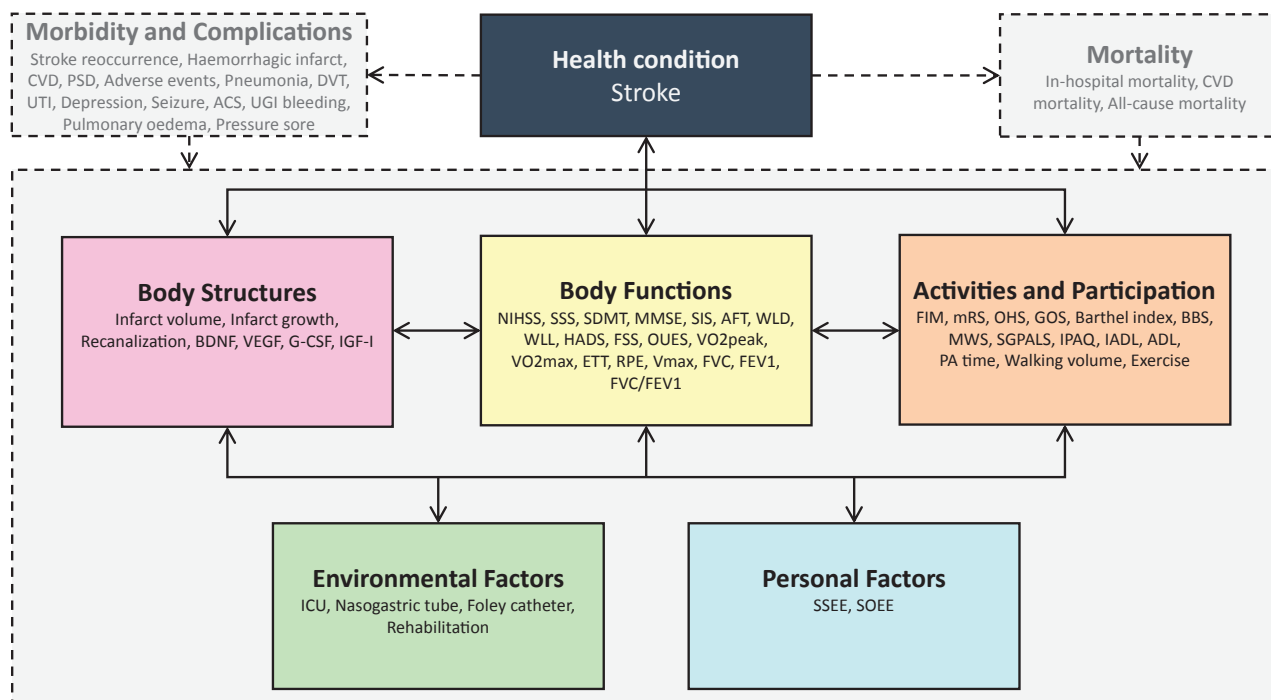 Morbidity and Complications
Stroke reoccurrence, Haemorrhagic infarct,
CVD, PSD, Adverse events, Pneumonia, DVT,
UTI, Depression, Seizure, ACS, UGI bleeding,
Pulmonary oedema, Pressure sore
Health condition
Stroke
Mortality
In-hospital mortality, CVD
mortality, All-cause mortality
Body Structures
Infarct volume, Infarct growth,
Recanalization, BDNF, VEGF, G-CSF, IGF-I
Body Functions
NIHSS, SSS, SDMT, MMSE, SIS, AFT, WLD,
WLL, HADS, FSS, OUES, VO2peak,
VO2max, ETT, RPE, Vmax, FVC, FEV1,
FVC/FEV1
Activities and Participation
FIM, mRS, OHS, GOS, Barthel index, BBS,
MWS, SGPALS, IPAQ, IADL, ADL,
PA time, Walking volume, Exercise
Environmental Factors
ICU, Nasogastric tube, Foley catheter,
Rehabilitation
Personal Factors
SSEE, SOEE